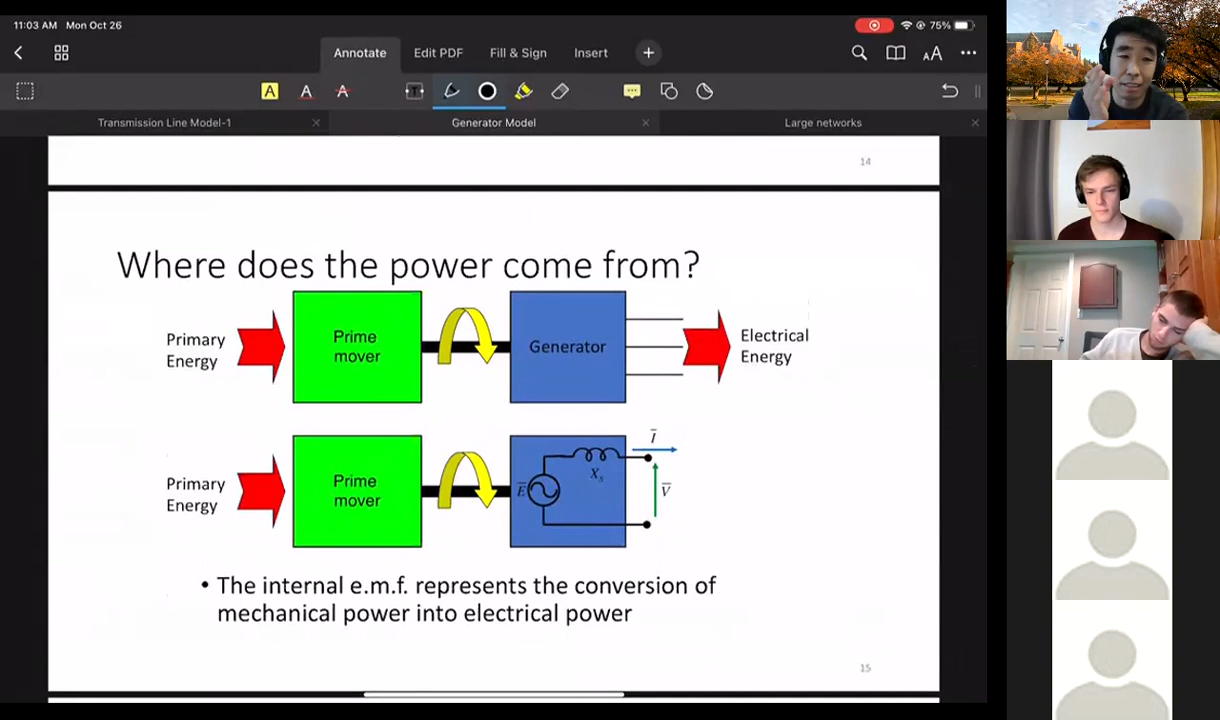 11:03 AM Mon Oct 26
75%
Annotate Edit PDF Fill & Sign Insert
AA
A A A T
Transmission Line Model-1 Generator Model Large networks
14
Where does the power come from?
Primary
Energy
Prime
mover
Generator
Electrical
Energy
Primary
Energy
Prime
mover
E
Xs
I
V
• The internal e.m.f. represents the conversion of
mechanical power into electrical power
15